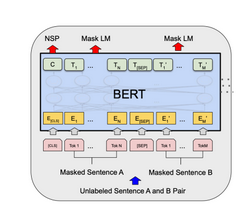 NSP Mask LM Mask LM
C T1 ... TN T[SEP] T1' ... TM'
BERT
E[CLS] E1 ... EN E[SEP] E1' ... EM'
[CLS] Tok 1 ... Tok N [SEP] Tok 1 ... TokM
Masked Sentence A Masked Sentence B
Unlabeled Sentence A and B Pair